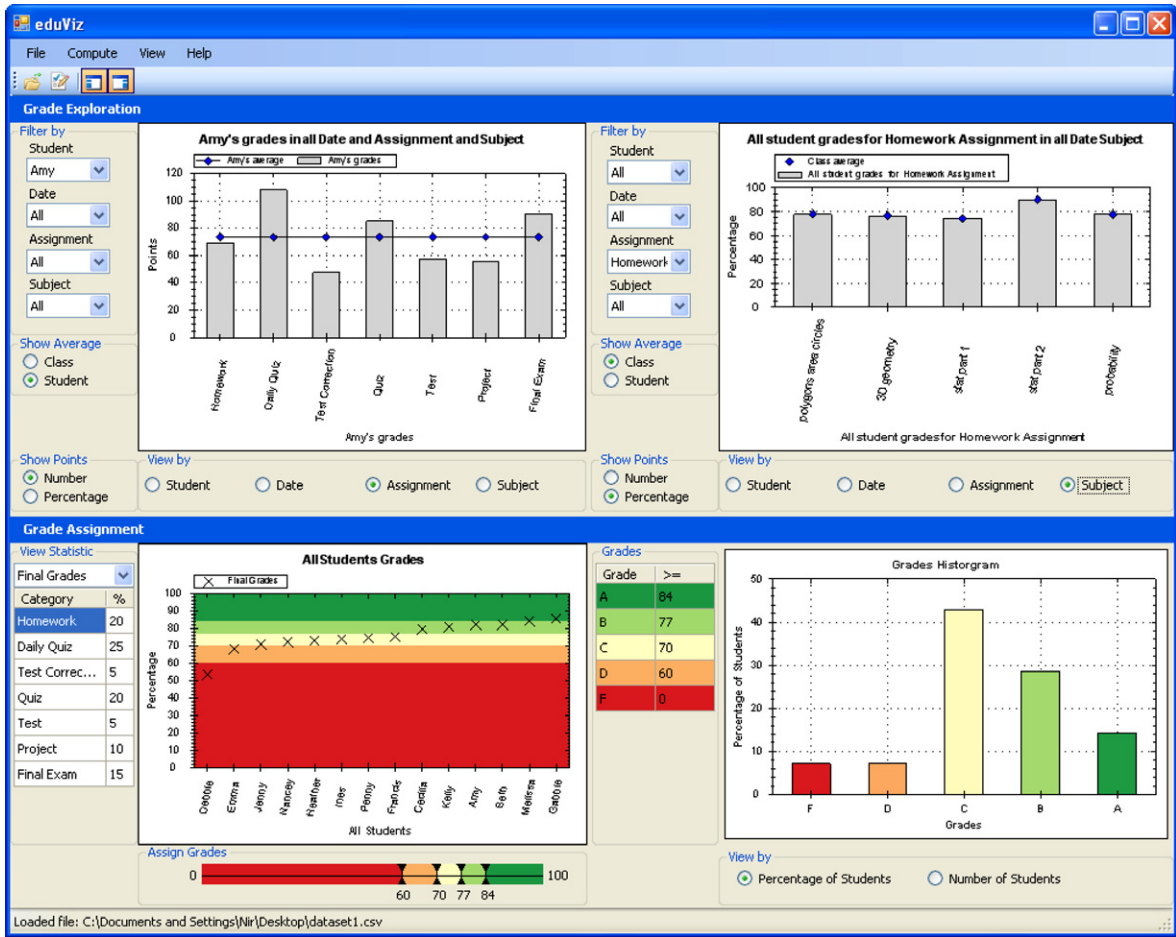 eduViz
File Compute View Help
Grade Exploration
Filter by
Student
Amy
Date
All
Assignment
All
Subject
All
Show Average
Class
Student
Show Points
Number
Percentage
Amy's grades in all Date and Assignment and Subject
Amy's average Amy's grades
Points
120
100
80
60
40
20
0
Homework
Daily Quiz
Test Correction
Quiz
Test
Project
Final Exam
Amy's grades
View by
Student Date Assignment Subject
Filter by
Student
All
Date
All
Assignment
Homework
Subject
All
Show Average
Class
Student
Show Points
Number
Percentage
All student grades for Homework Assignment in all Date Subject
Class average
All student grades for Homework Assignment
Percentage
100
80
60
40
20
0
polygons area circles
3D geometry
stat part 1
stat part 2
probability
All student grades for Homework Assignment
View by
Student Date Assignment Subject
Grade Assignment
View Statistic
Final Grades
Category %
Homework 20
Daily Quiz 25
Test Correc... 5
Quiz 20
Test 5
Project 10
Final Exam 15
All Students Grades
Final Grades
Percentage
100
90
80
70
60
50
40
30
20
10
0
Debbie
Emma
Jenny
Nancey
Heather
Ines
Penny
Francis
Cecilia
Kelly
Amy
Beth
Melissa
Gabbie
All Students
Assign Grades
0 100
60 70 77 84
Grades
Grade >=
A 84
B 77
C 70
D 60
F 0
Grades Historgram
Percentage of Students
50
40
30
20
10
0
F D C B A
Grades
View by
Percentage of Students Number of Students
Loaded file: C:\Documents and Settings\Nir\Desktop\dataset1.csv